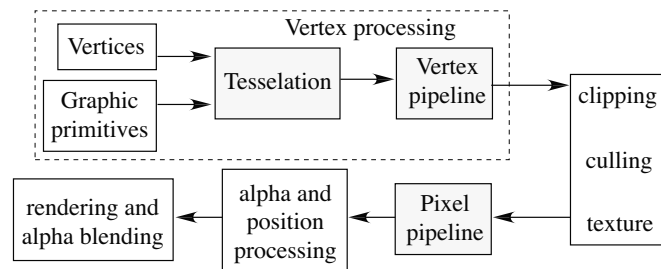 Vertex processing
Vertices
Graphic
primitives
Tesselation
Vertex
pipeline
clipping
culling
texture
Pixel
pipeline
alpha and
position
processing
rendering and
alpha blending